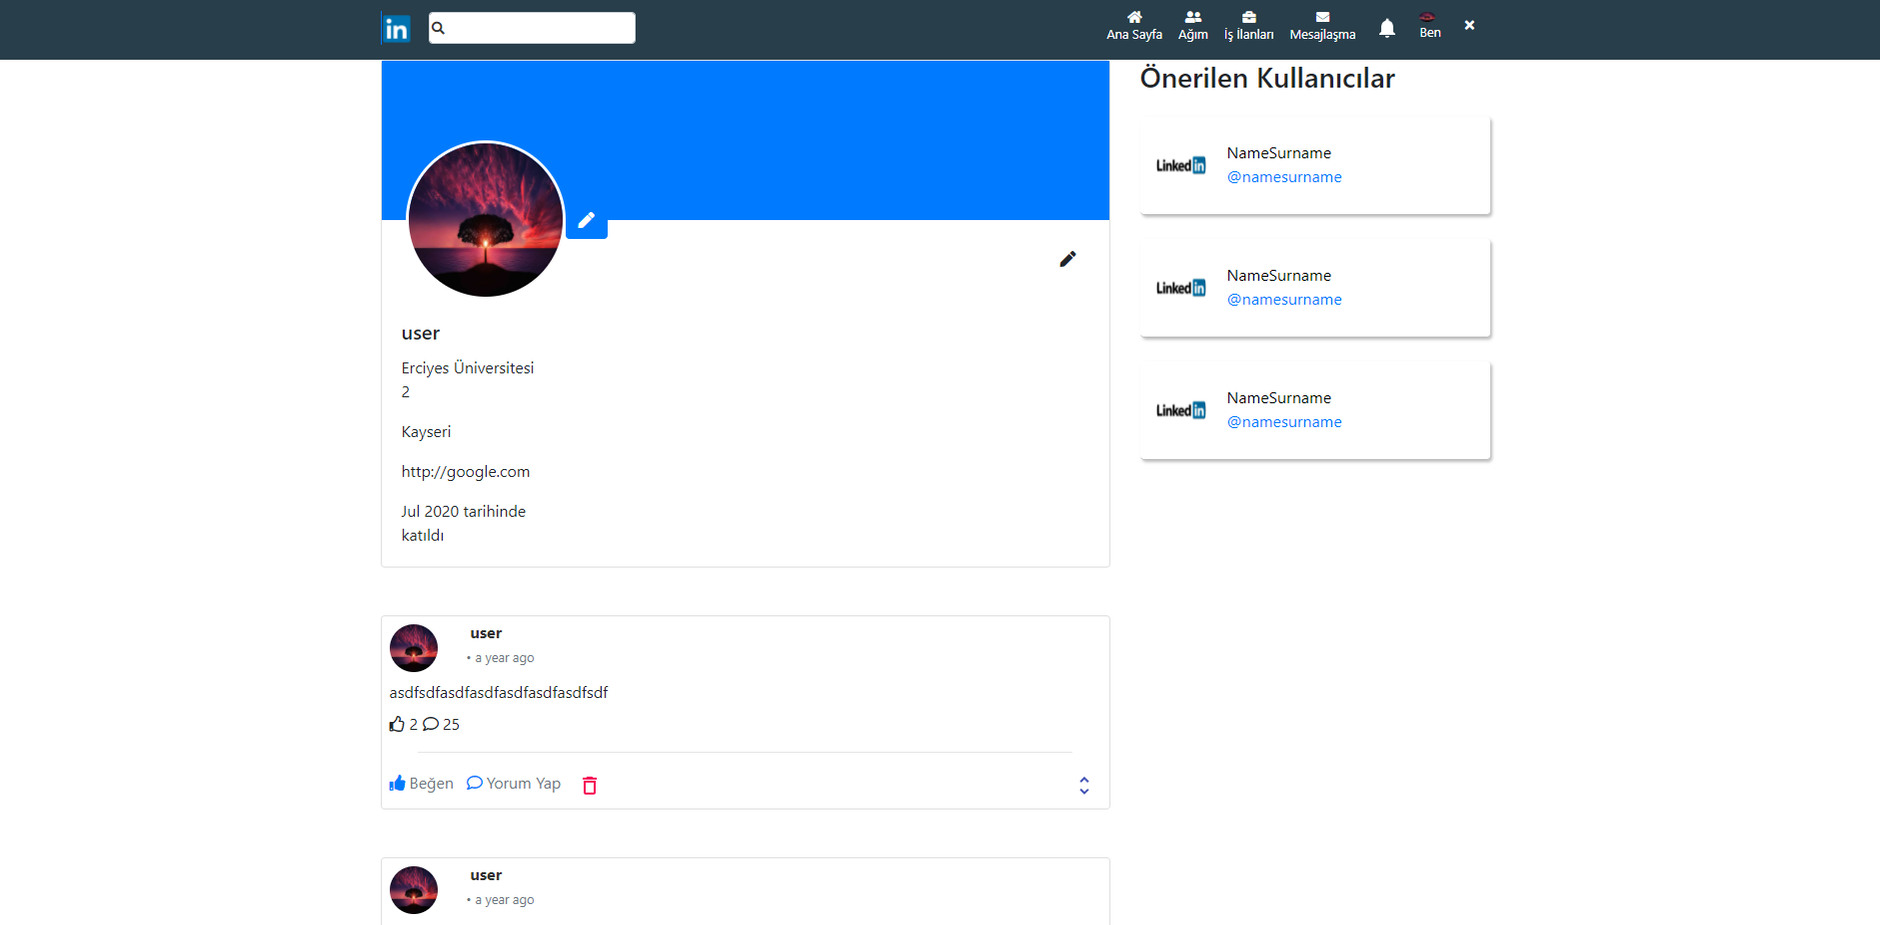 in
Ana Sayfa
Ağım
İş İlanları
Mesajlaşma
Ben
Önerilen Kullanıcılar
Linked in
NameSurname
@namesurname
Linked in
NameSurname
@namesurname
Linked in
NameSurname
@namesurname
user
Erciyes Üniversitesi
2
Kayseri
http://google.com
Jul 2020 tarihinde
katıldı
user
• a year ago
asdfsdfasdfasdfasdfasdfasdfsdf
2 25
Beğen Yorum Yap
user
• a year ago